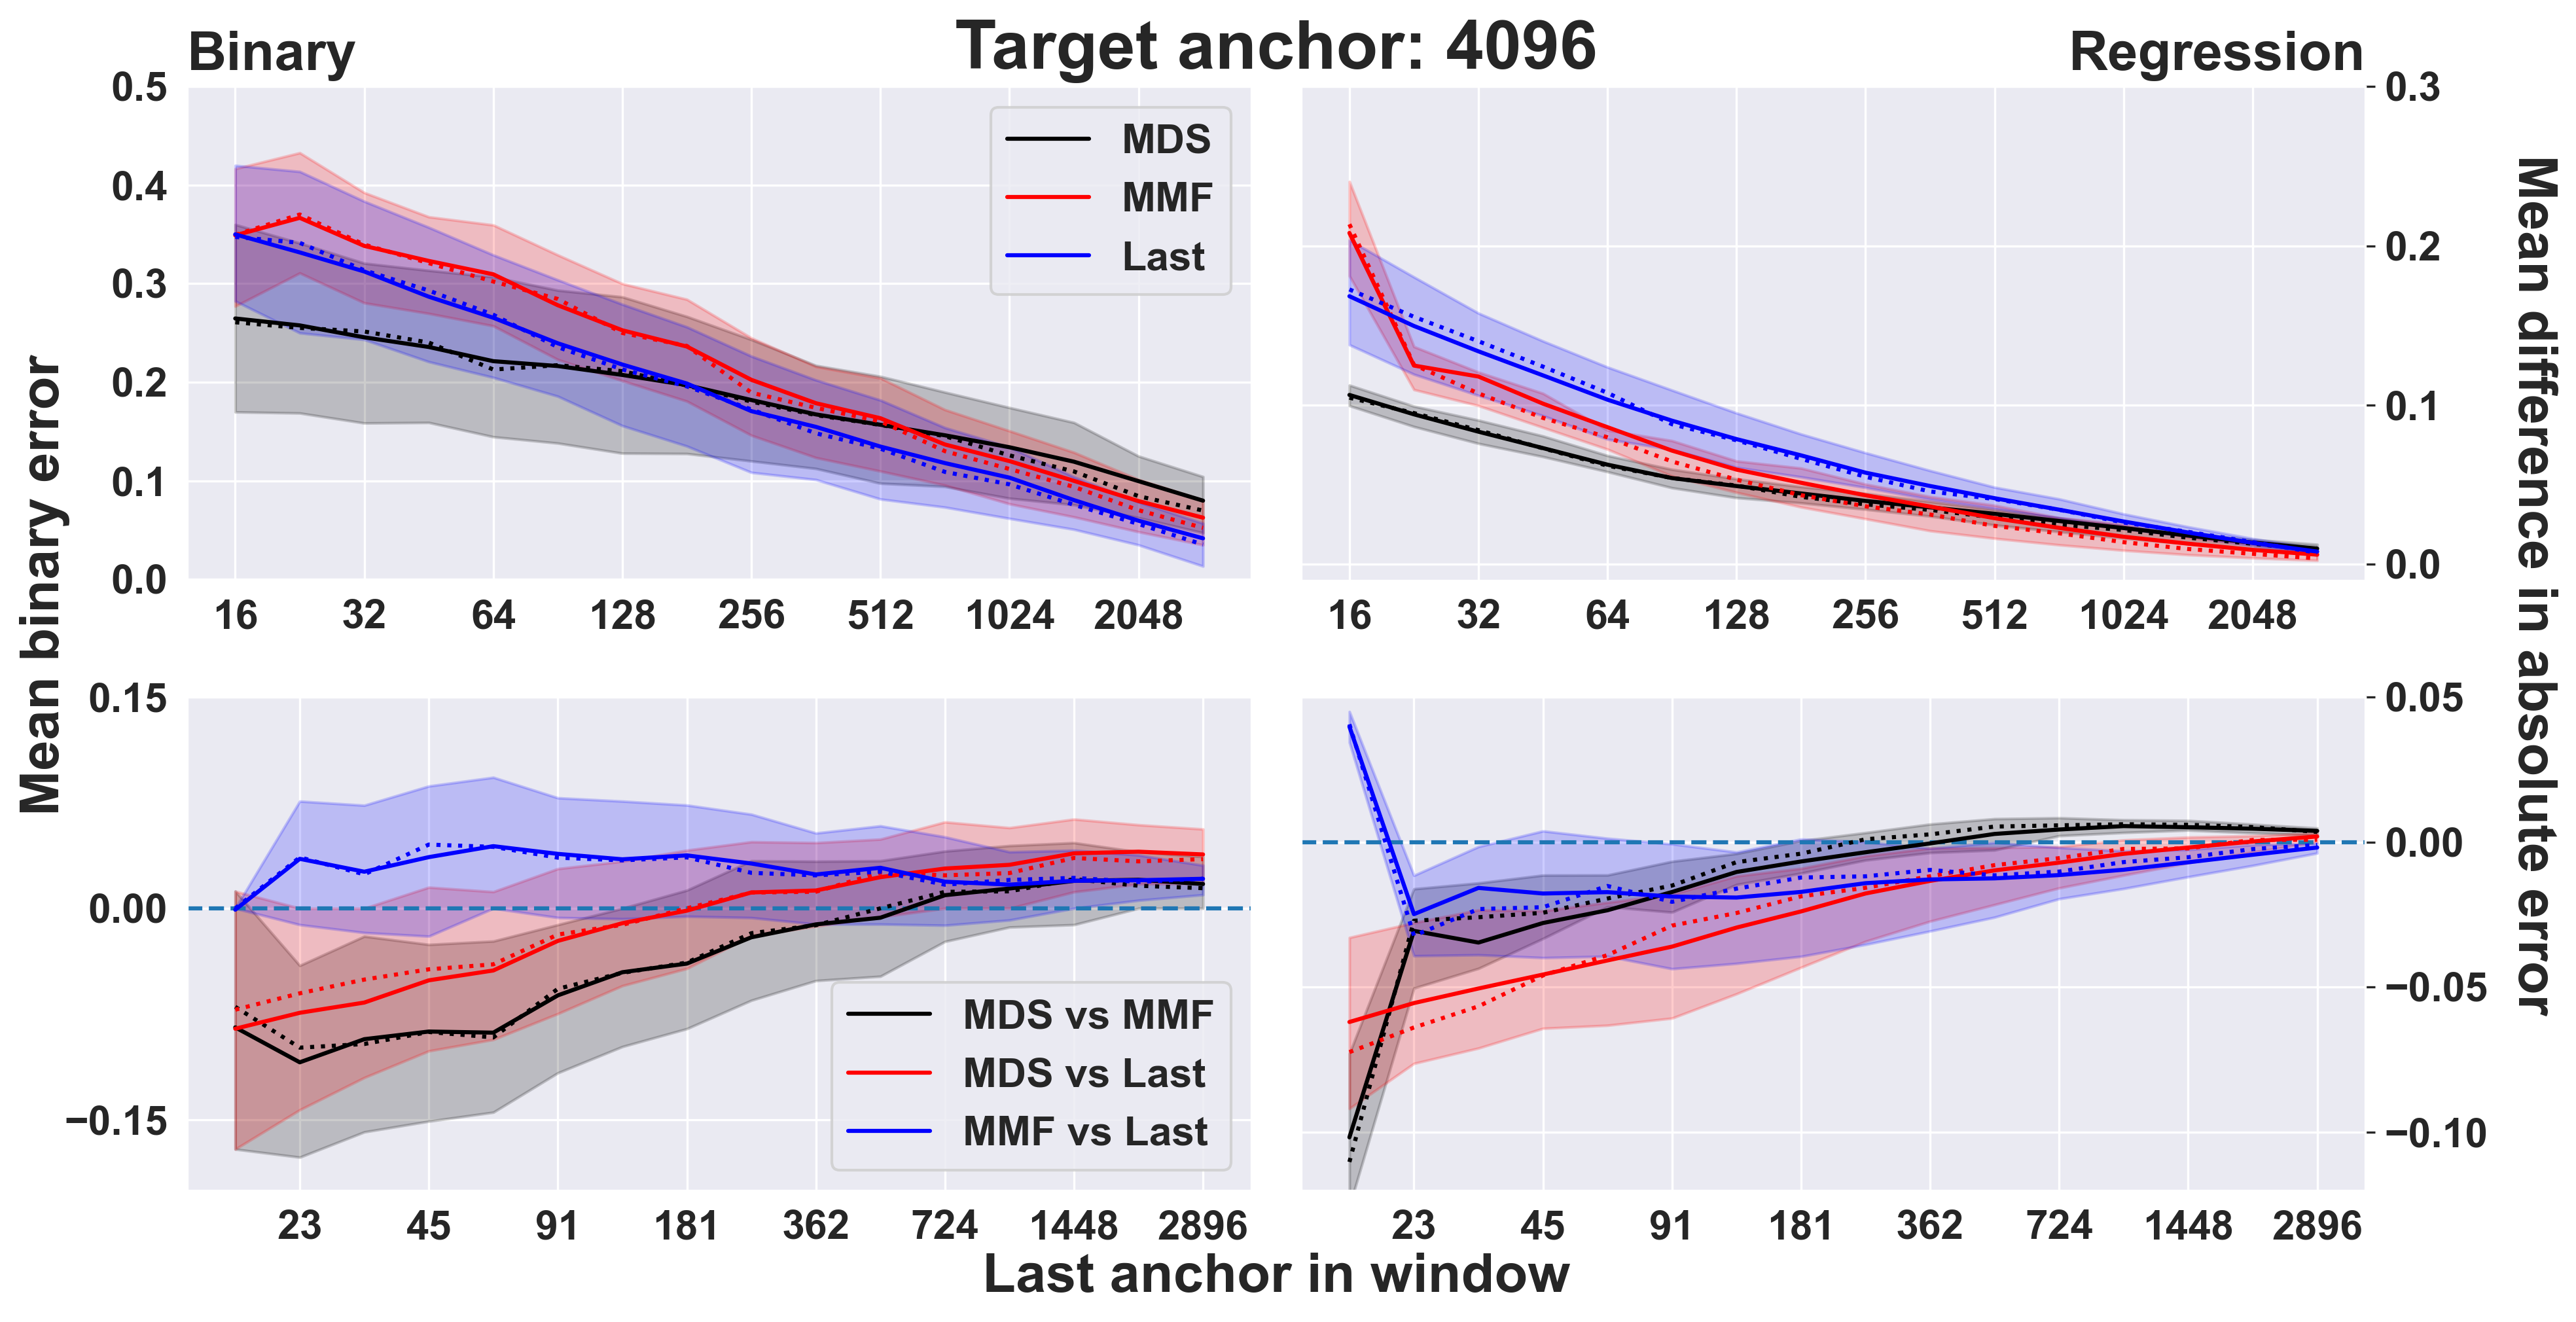 Binary
Target anchor: 4096
Regression
0.5
0.4
0.3
0.2
0.1
0.0
MDS
MMF
Last
16 32 64 128 256 512 1024 2048
0.3
0.2
0.1
0.0
16 32 64 128 256 512 1024 2048
Mean binary error
Mean difference in absolute error
0.15
0.00
−0.15
MDS vs MMF
MDS vs Last
MMF vs Last
23 45 91 181 362 724 1448 2896
0.05
0.00
−0.05
−0.10
23 45 91 181 362 724 1448 2896
Last anchor in window